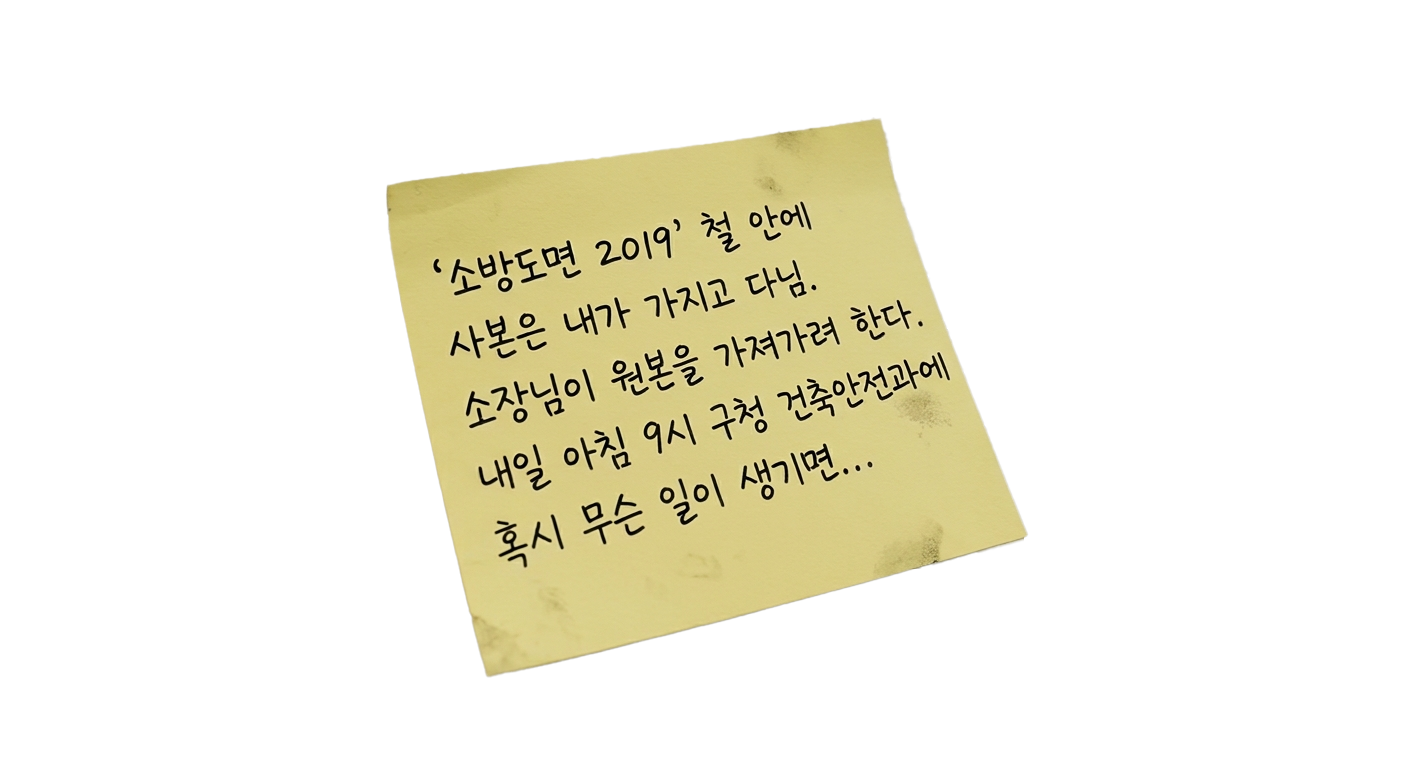 ‘소방도면 2019’ 철 안에
사본은 내가 가지고 다님.
소장님이 원본을 가져가려 한다.
내일 아침 9시 구청 건축안전과에
혹시 무슨 일이 생기면...